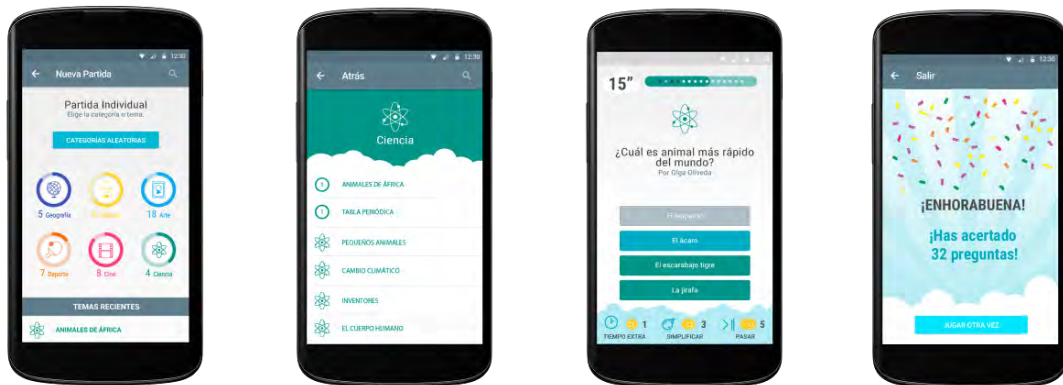 12:30
Nueva Partida
Partida Individual
Elige la categoría o tema.
CATEGORÍAS ALEATORIAS
5 Geografía
18 Arte
7 Deporte
8 Cine
4 Ciencia
TEMAS RECIENTES
ANIMALES DE ÁFRICA
12:30
Atrás
Ciencia
1 ANIMALES DE ÁFRICA
1 TABLA PERIÓDICA
PEQUEÑOS ANIMALES
CAMBIO CLIMÁTICO
INVENTORES
EL CUERPO HUMANO
15”
¿Cuál es animal más rápido
del mundo?
Por Olga Oliveda
El ácaro
El escarabajo tigre
La jirafa
1
3
5
TIEMPO EXTRA
SIMPLIFICAR
PASAR
12:30
Salir
¡ENHORABUENA!
¡Has acertado
32 preguntas!
JUGAR OTRA VEZ